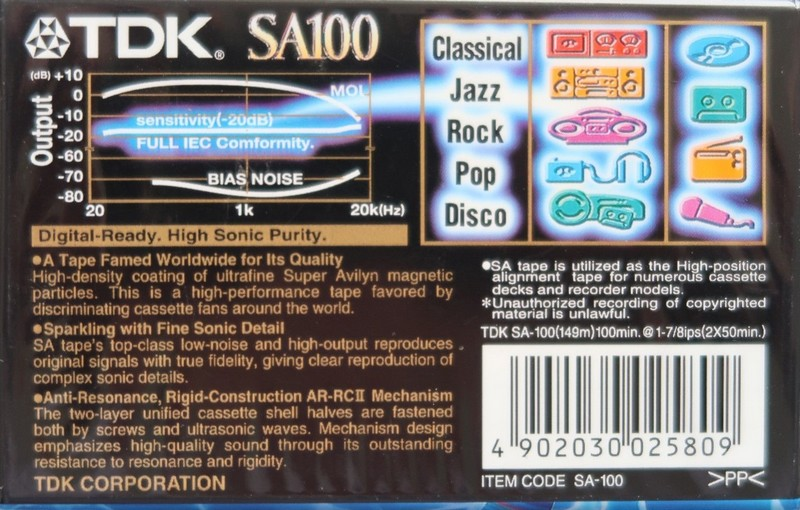 TDK® SA100
(dB) +10
0
-10
-20
-60
-70
-80
Output
MOL
sensitivity(-20dB)
FULL IEC Comformity.
BIAS NOISE
20 1k 20k(Hz)
Classical
Jazz
Rock
Pop
Disco
Digital-Ready. High Sonic Purity.
●A Tape Famed Worldwide for Its Quality
High-density coating of ultrafine Super Avilyn magnetic
particles. This is a high-performance tape favored by
discriminating cassette fans around the world.
●Sparkling with Fine Sonic Detail
SA tape's top-class low-noise and high-output reproduces
original signals with true fidelity, giving clear reproduction of
complex sonic details.
●Anti-Resonance, Rigid-Construction AR-RCII Mechanism
The two-layer unified cassette shell halves are fastened
both by screws and ultrasonic waves. Mechanism design
emphasizes high-quality sound through its outstanding
resistance to resonance and rigidity.
TDK CORPORATION
●SA tape is utilized as the High-position
alignment tape for numerous cassette
decks and recorder models.
*Unauthorized recording of copyrighted
material is unlawful.
TDK SA-100(149m)100min.@1-7/8ips(2X50min.)
4 902030 025809
ITEM CODE SA-100 >PP<